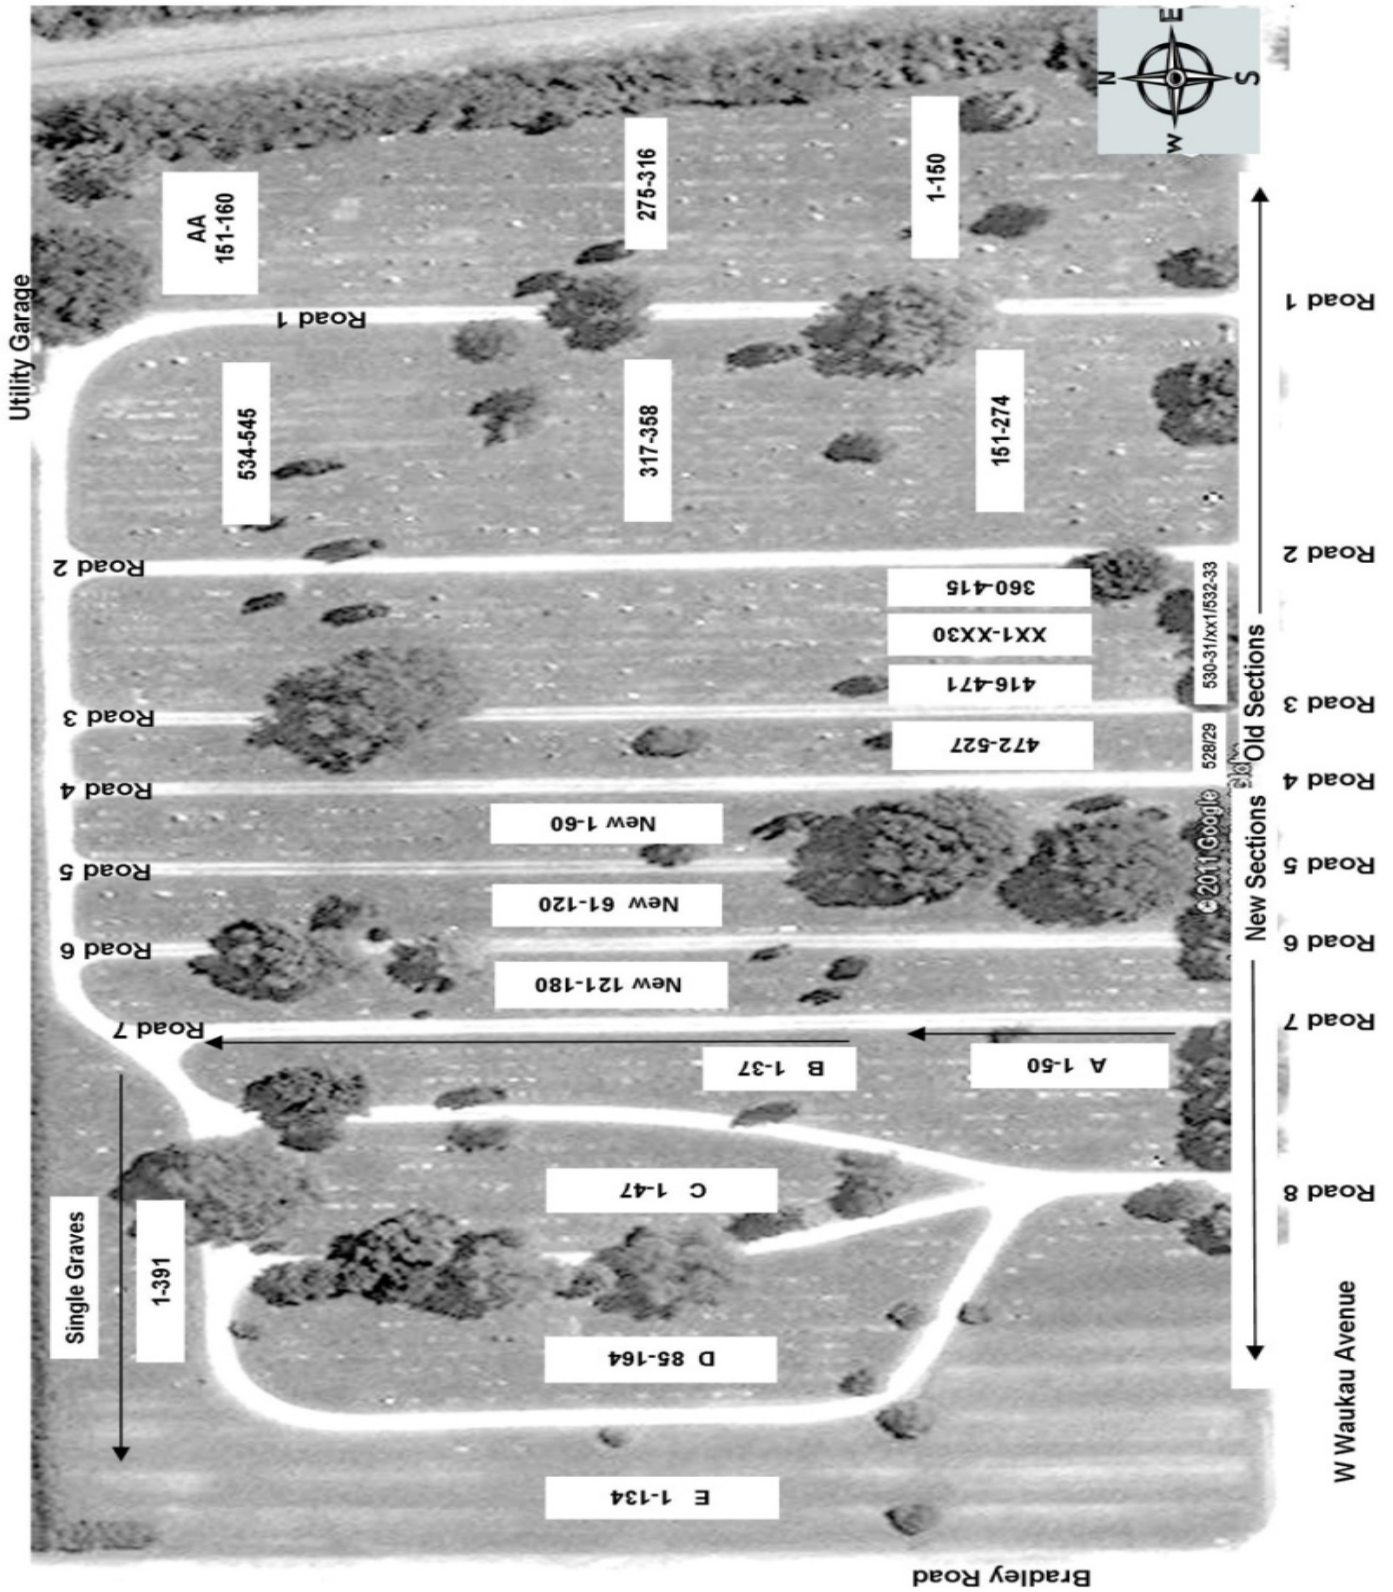 E
N
S
W
Utility Garage
AA
151-160
275-316
1-150
Road 1
Road 1
534-545
317-358
151-274
Road 2
Road 2
360-415
XX1-XX30
416-471
530-31/xx1/532-33
Road 3
Road 3
472-527
528/29
Old Sections
Road 4
Road 4
New 1-60
© 2011 Google
New Sections
Road 5
Road 5
New 61-120
Road 6
Road 6
New 121-180
Road 7
Road 7
B 1-37
A 1-50
C 1-47
Road 8
Single Graves
1-391
D 85-164
E 1-134
W Waukau Avenue
Bradley Road